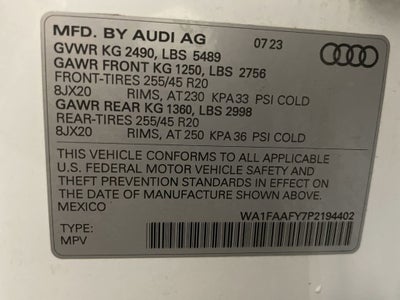 MFD. BY AUDI AG 07 23
GVWR KG 2490, LBS 5489
GAWR FRONT KG 1250, LBS 2756
FRONT-TIRES 255/45 R20
8JX20 RIMS, AT 230 KPA 33 PSI COLD
GAWR REAR KG 1360, LBS 2998
REAR-TIRES 255/45 R20
8JX20 RIMS, AT 250 KPA 36 PSI COLD
THIS VEHICLE CONFORMS TO ALL APPLICABLE
U.S. FEDERAL MOTOR VEHICLE SAFETY AND
THEFT PREVENTION STANDARDS IN EFFECT ON
THE DATE OF MANUFACTURE SHOWN ABOVE.
MEXICO
WA1FAAFY7P2194402
TYPE:
MPV